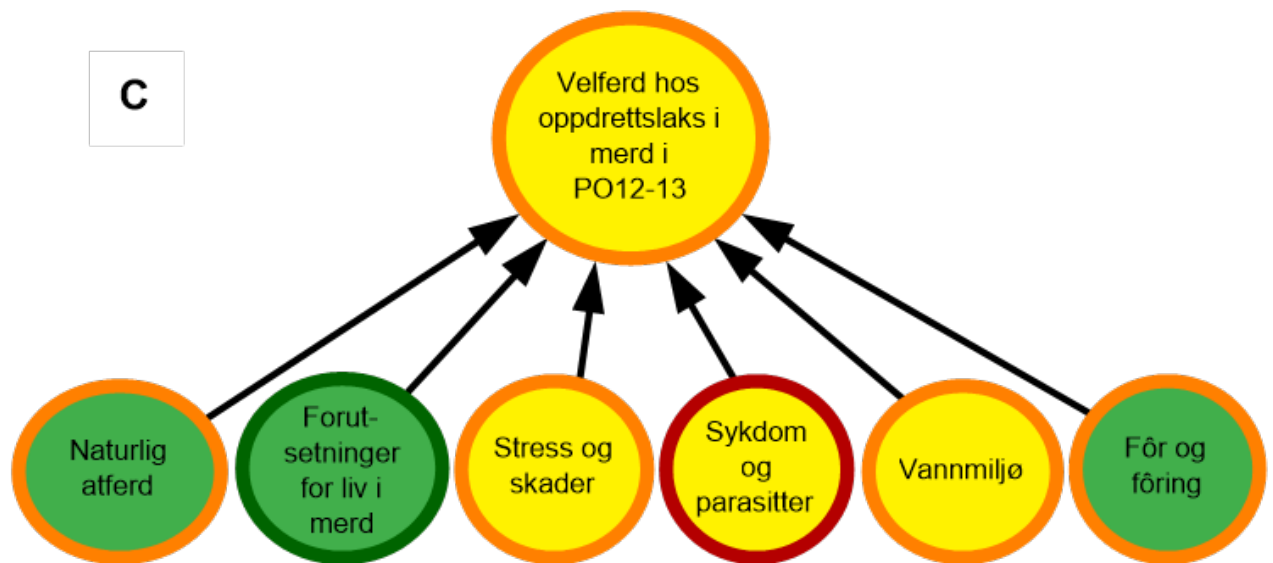 C
Velferd hos
oppdrettslaks i
merd i
PO12-13
Naturlig
atferd
Forut-
setninger
for liv i
merd
Stress og
skader
Sykdom
og
parasitter
Vannmiljø
Fôr og
fôring